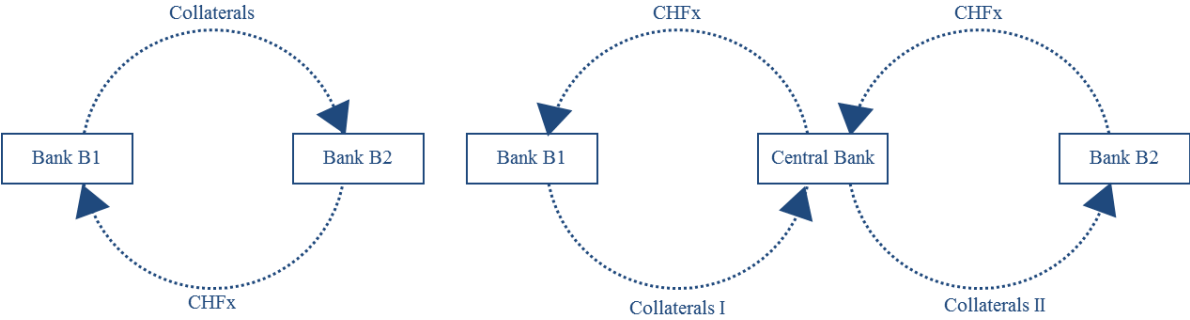 Collaterals
Bank B1
Bank B2
CHFx
CHFx
CHFx
Bank B1
Central Bank
Bank B2
Collaterals I
Collaterals II